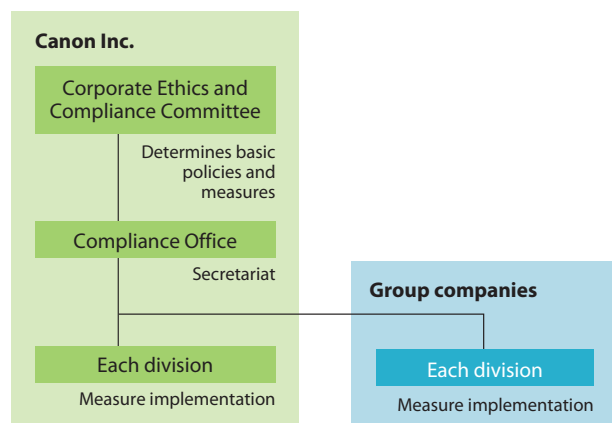 Canon Inc.
Corporate Ethics and
Compliance Committee
Determines basic
policies and
measures
Compliance Office
Secretariat
Each division
Measure implementation
Group companies
Each division
Measure implementation